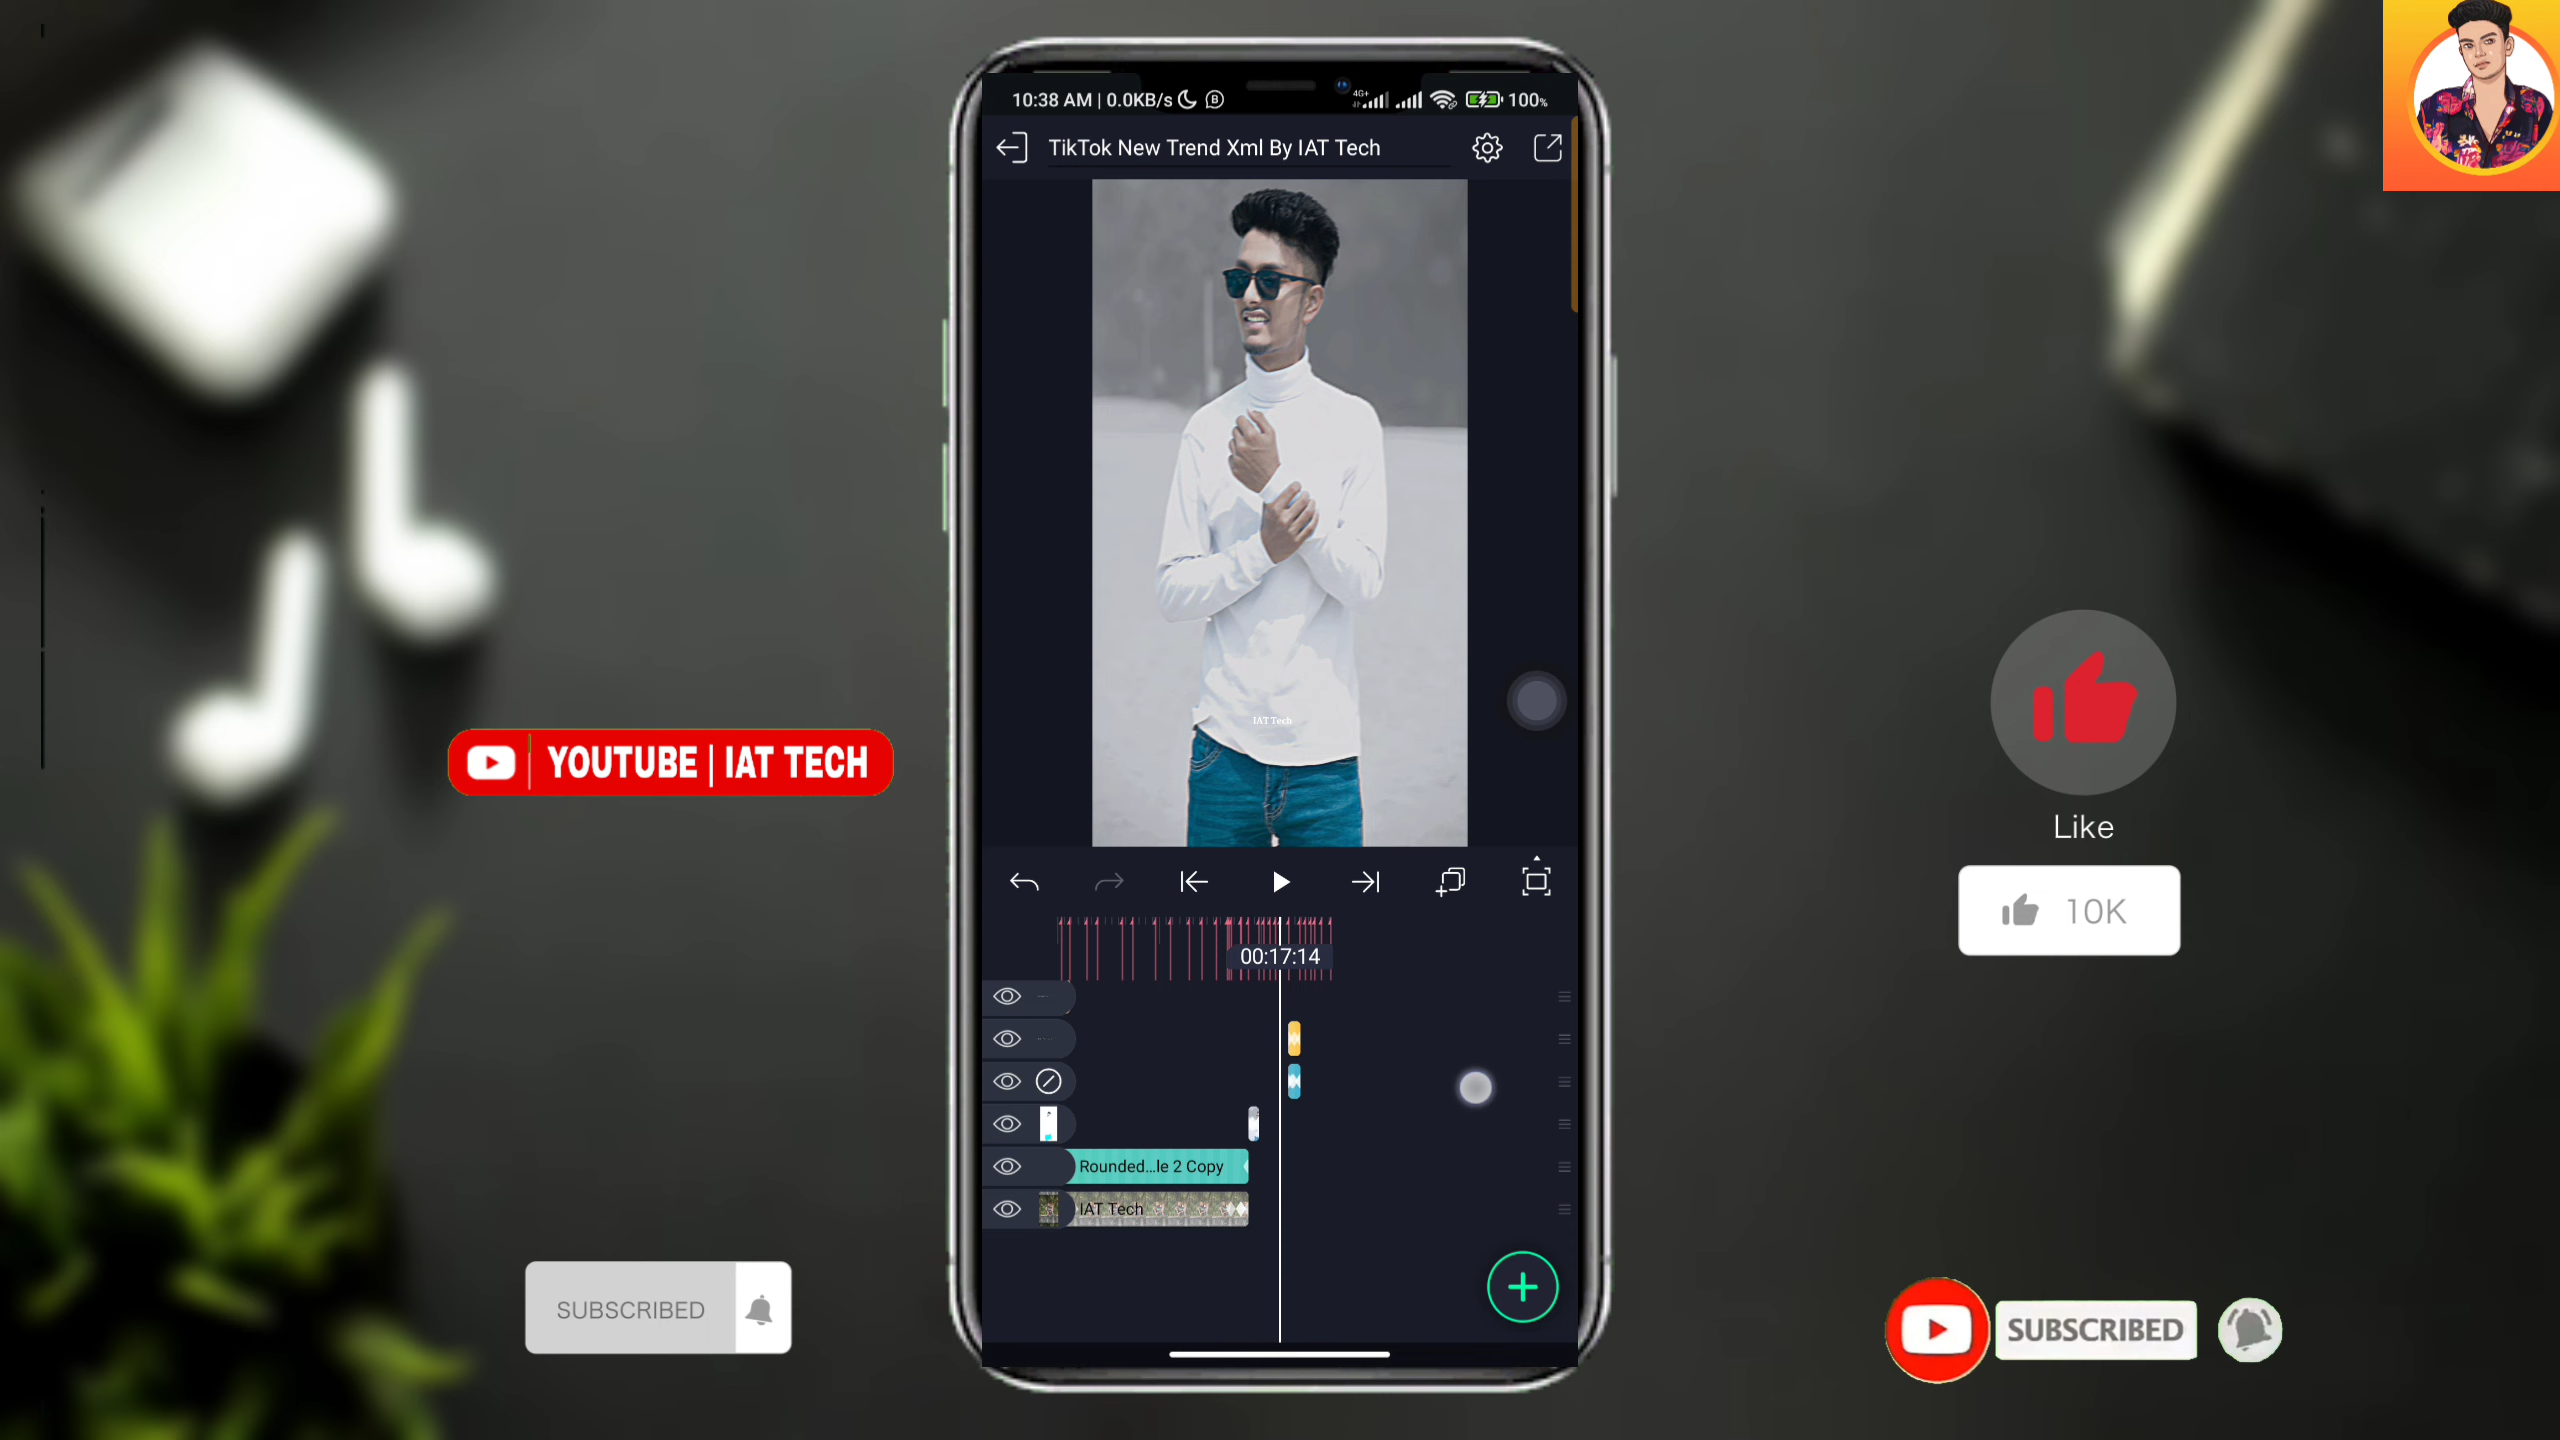 10:38 AM | 0.0KB/s
4G+
100%
TikTok New Trend Xml By IAT Tech
IAT Tech
YOUTUBE | IAT TECH
Like
10K
00:17:14
Rounded...le 2 Copy
IAT Tech
SUBSCRIBED
SUBSCRIBED